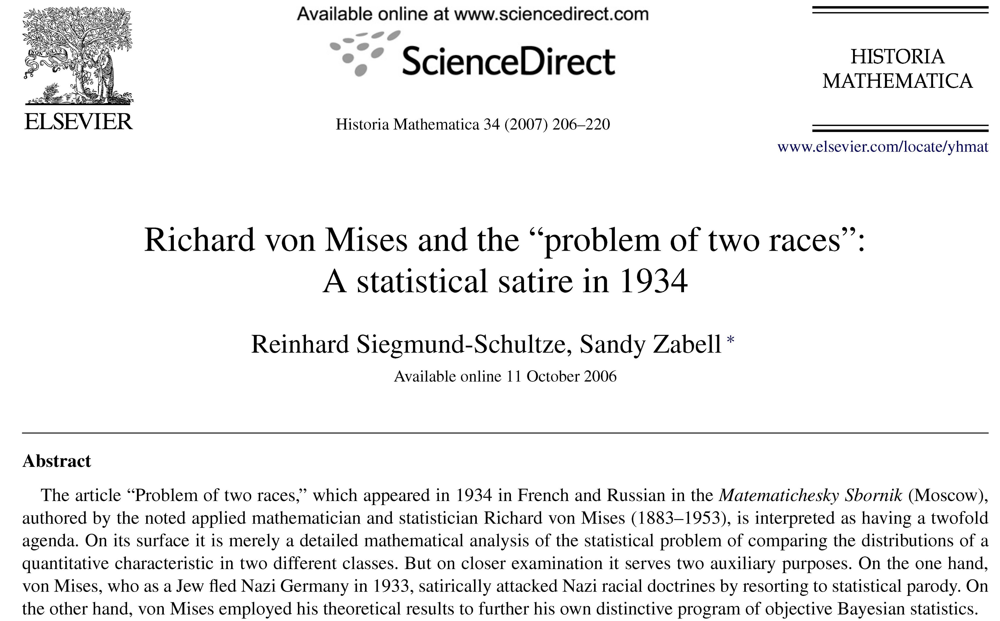 Available online at www.sciencedirect.com
NON SOLUS
ScienceDirect
HISTORIA
MATHEMATICA
ELSEVIER
Historia Mathematica 34 (2007) 206–220
www.elsevier.com/locate/yhmat
Richard von Mises and the “problem of two races”:
A statistical satire in 1934
Reinhard Siegmund-Schultze, Sandy Zabell *
Available online 11 October 2006
Abstract
The article “Problem of two races,” which appeared in 1934 in French and Russian in the Matematichesky Sbornik (Moscow),
authored by the noted applied mathematician and statistician Richard von Mises (1883–1953), is interpreted as having a twofold
agenda. On its surface it is merely a detailed mathematical analysis of the statistical problem of comparing the distributions of a
quantitative characteristic in two different classes. But on closer examination it serves two auxiliary purposes. On the one hand,
von Mises, who as a Jew fled Nazi Germany in 1933, satirically attacked Nazi racial doctrines by resorting to statistical parody. On
the other hand, von Mises employed his theoretical results to further his own distinctive program of objective Bayesian statistics.